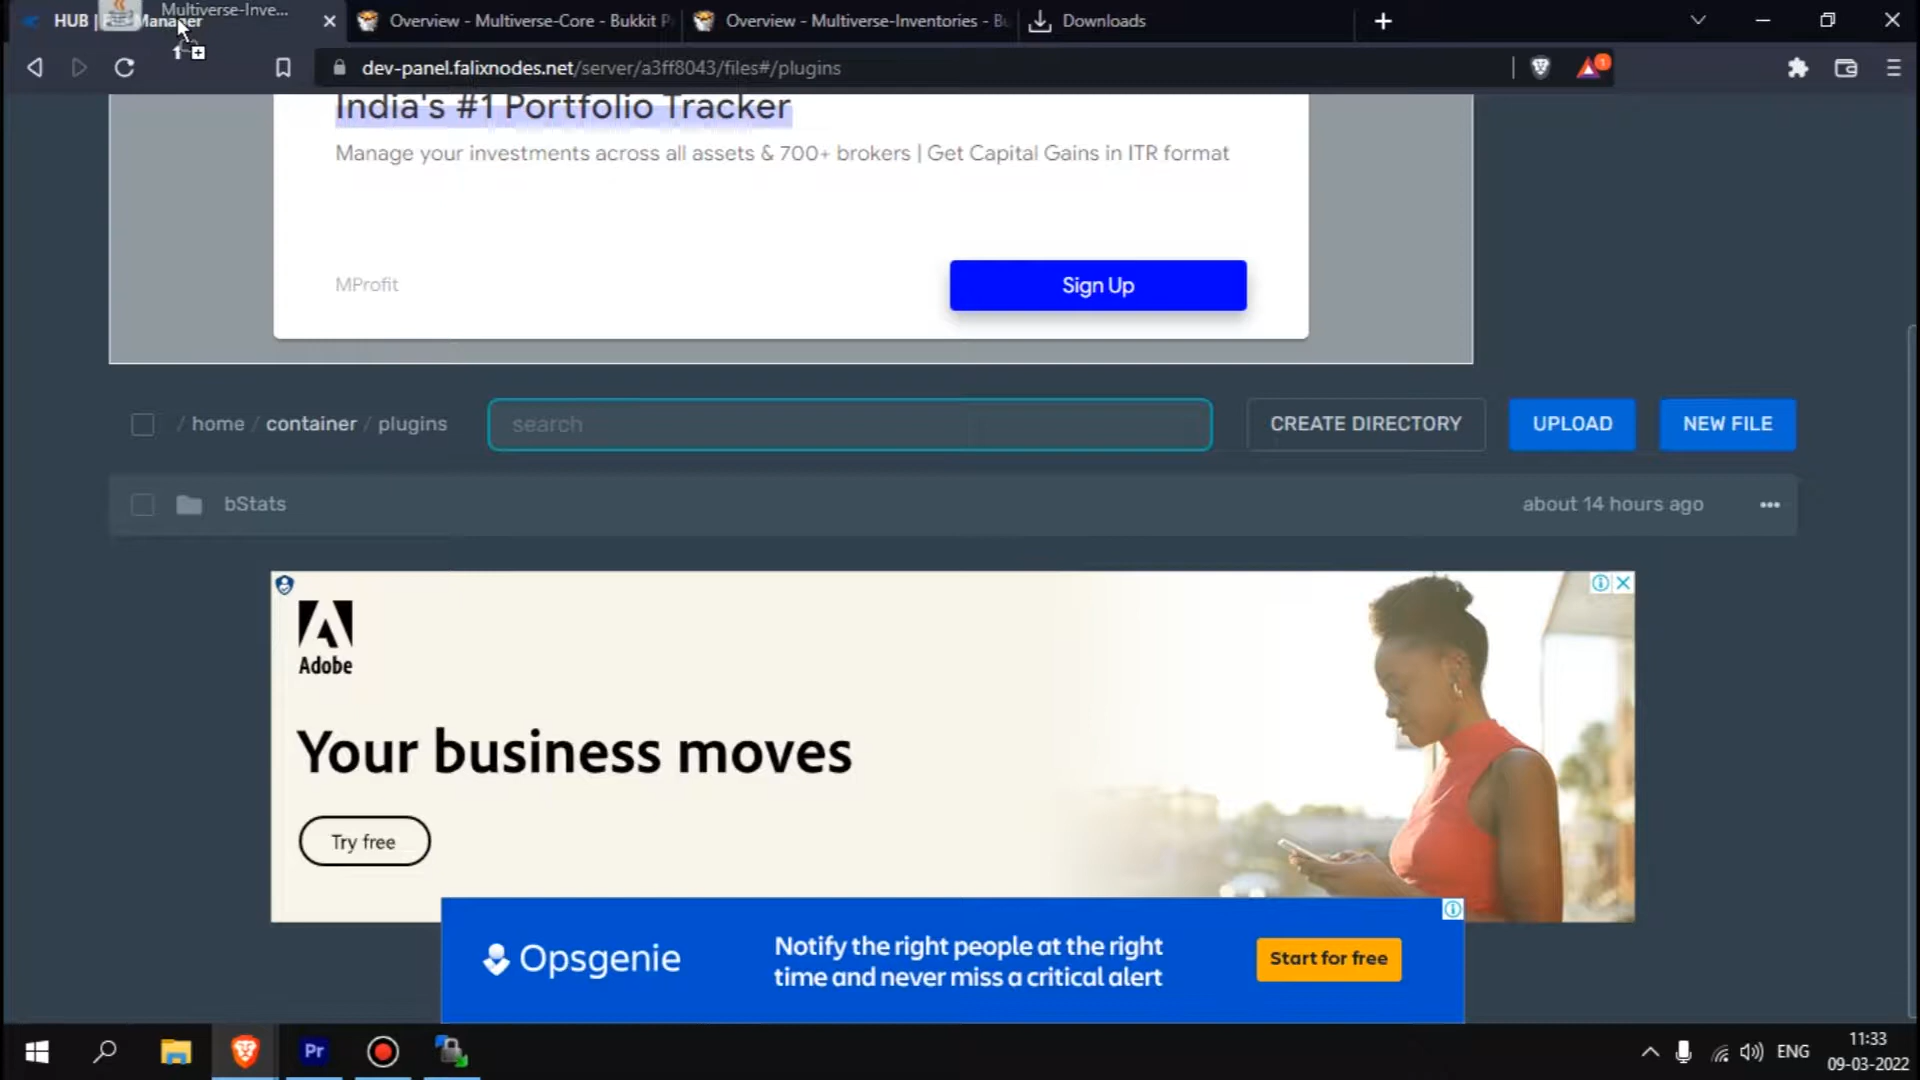 Multiverse-Inve...
HUB | Manager
Overview - Multiverse-Core - Bukkit P
Overview - Multiverse-Inventories - Bu
Downloads
dev-panel.falixnodes.net/server/a3ff8043/files#/plugins
1
India's #1 Portfolio Tracker
Manage your investments across all assets & 700+ brokers | Get Capital Gains in ITR format
MProfit
Sign Up
/ home / container / plugins
search
CREATE DIRECTORY
UPLOAD
NEW FILE
bStats
about 14 hours ago
Adobe
Your business moves
Try free
Opsgenie
Notify the right people at the right
time and never miss a critical alert
Start for free
Pr
ENG
11:33
09-03-2022